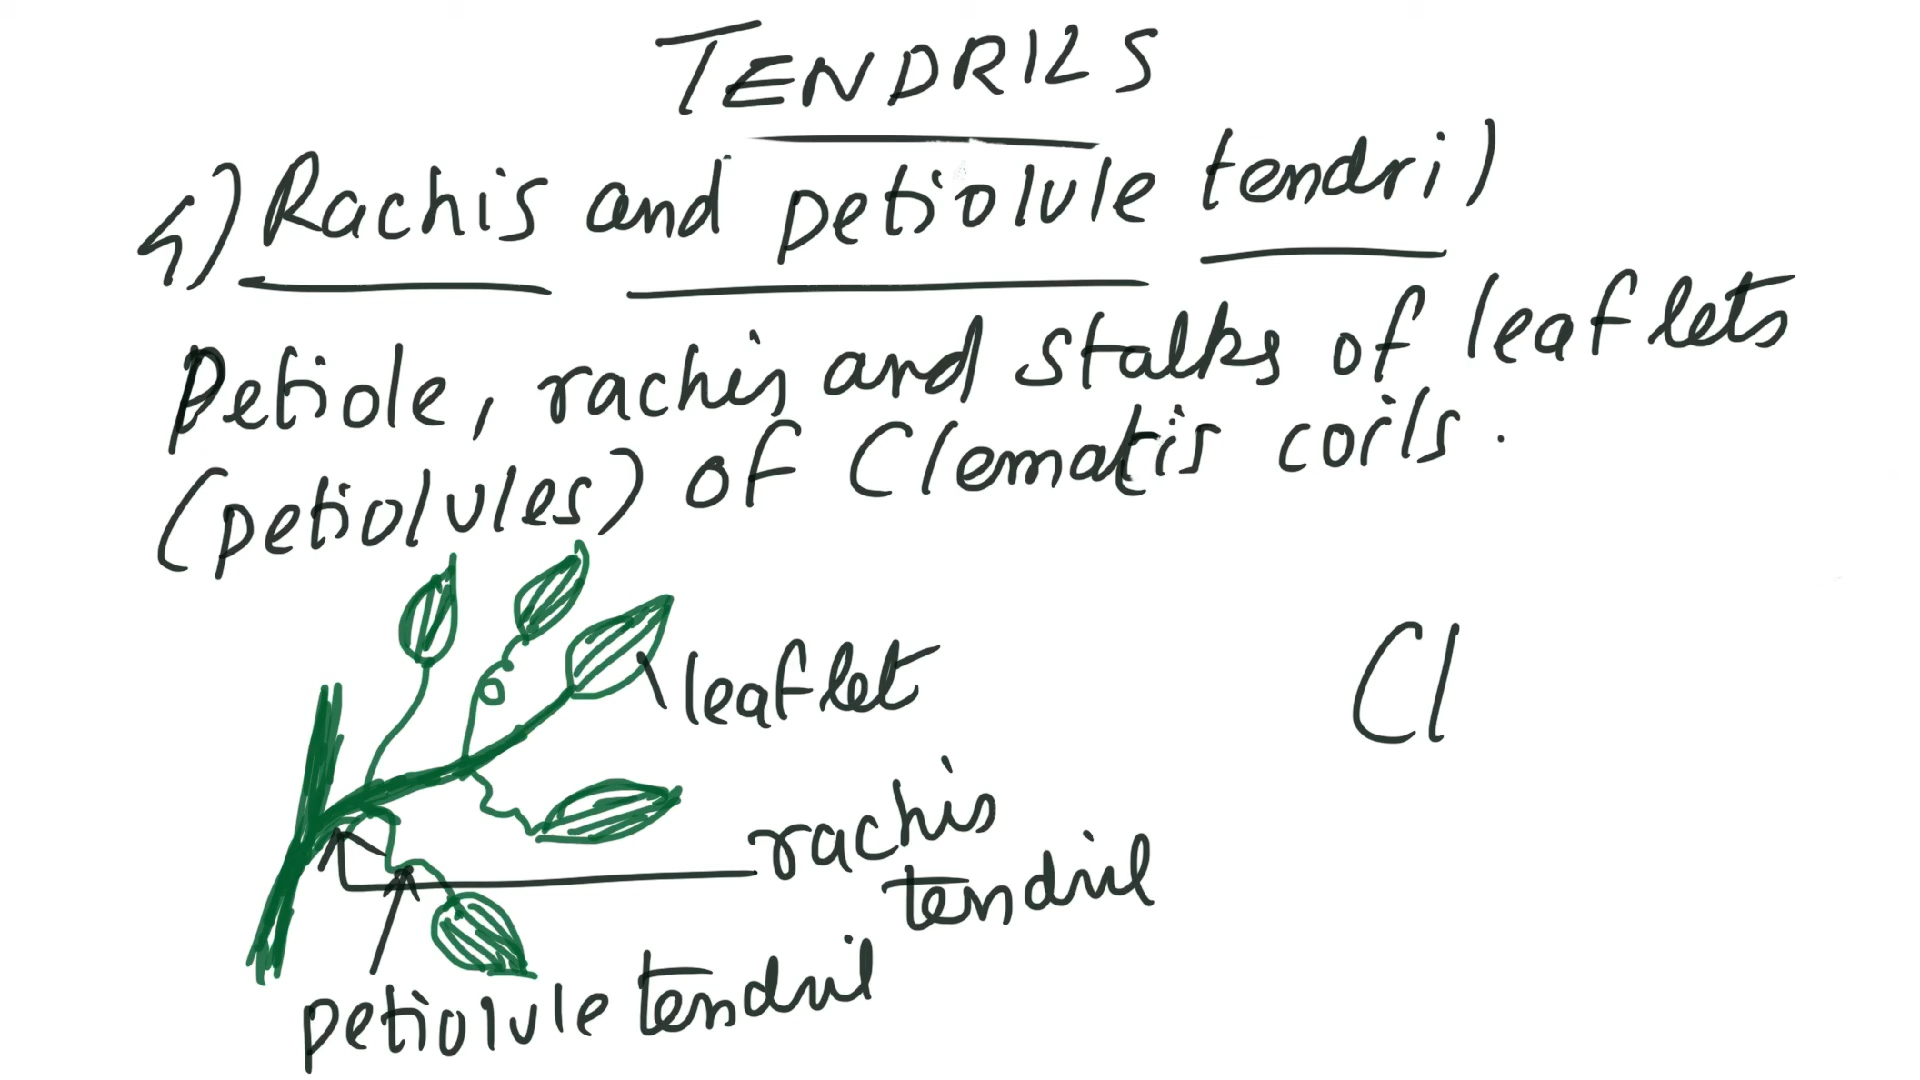 TENDRILS
5) Rachis and petiolule tendril
Petiole, rachis and stalks of leaflets
(petiolules) of Clematis coils.
leaflet
Cl
rachis
tendril
petiolule tendril